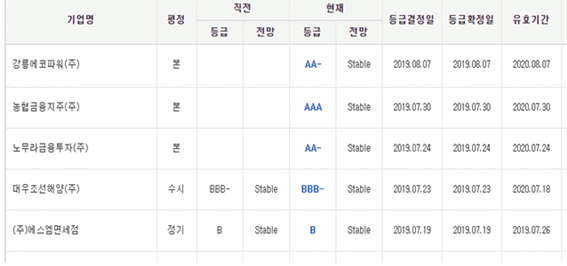 기업명 평정 직전 현재 등급결정일 등급확정일 유효기간
등급 전망 등급 전망
강릉에코파워(주) 본 AA- Stable 2019.08.07 2019.08.07 2020.08.07
농협금융지주(주) 본 AAA Stable 2019.07.30 2019.07.30 2020.07.30
노무라금융투자(주) 본 AA- Stable 2019.07.24 2019.07.24 2020.07.24
대우조선해양(주) 수시 BBB- Stable BBB- Stable 2019.07.23 2019.07.23 2020.07.18
(주)에스엠면세점 정기 B Stable B Stable 2019.07.19 2019.07.19 2019.07.26